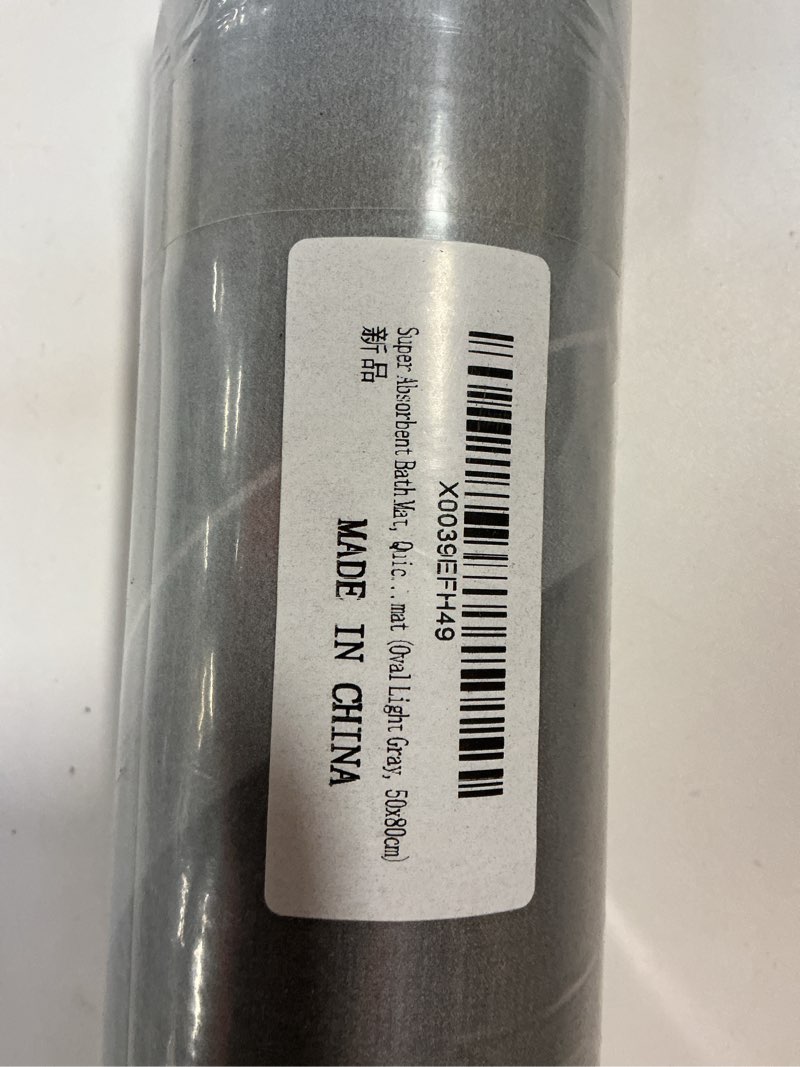 X0039EFH49
Super Absorbent Bath Mat, Quic...mat (Oval Light Gray, 50x80cm)
新品
MADE IN CHINA